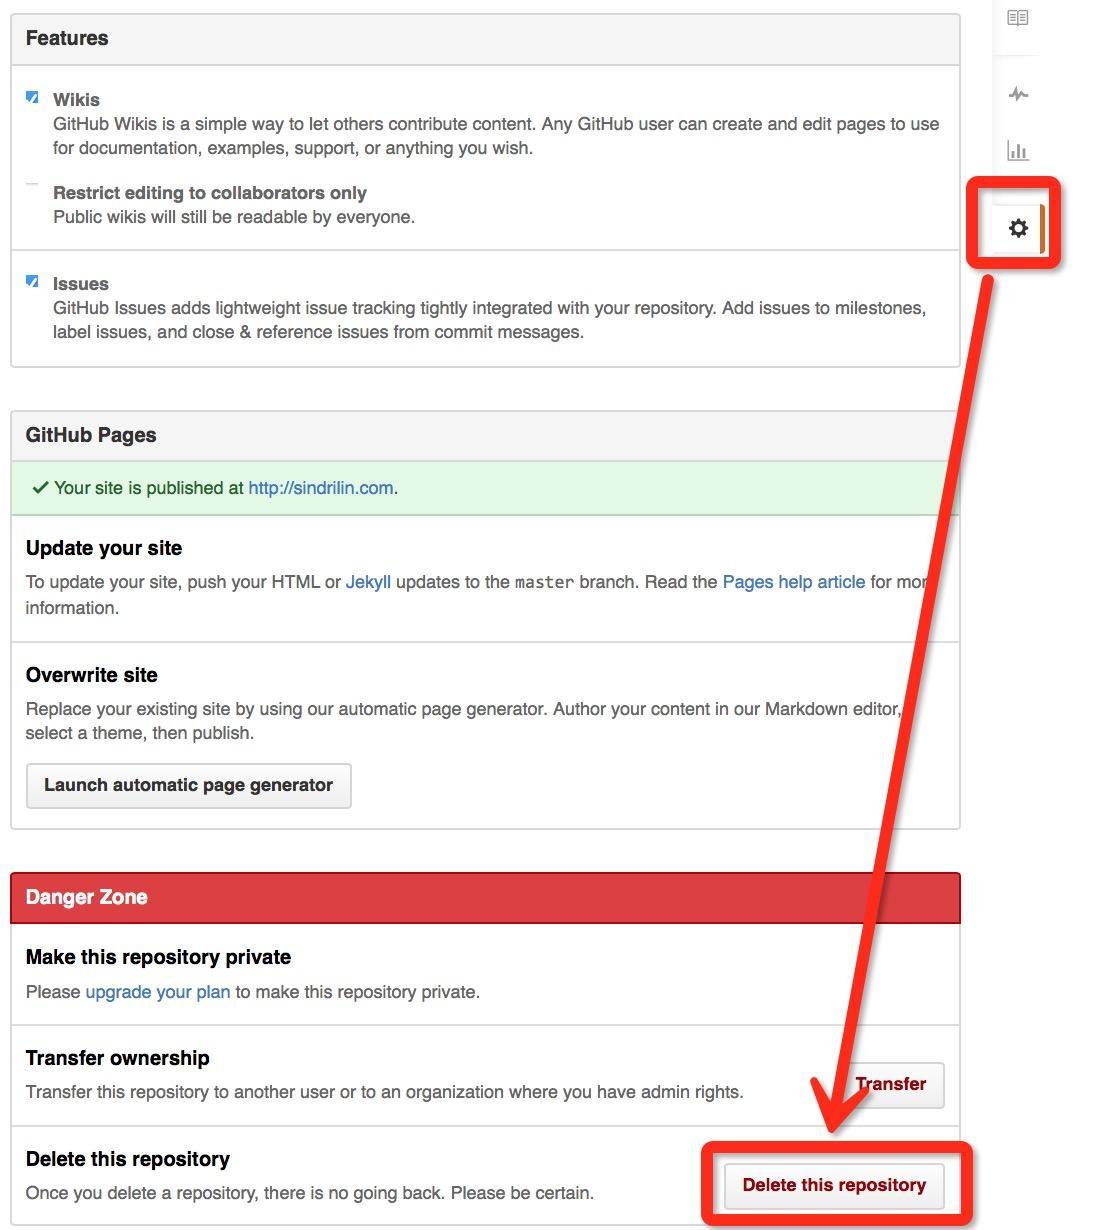 Features
Wikis
GitHub Wikis is a simple way to let others contribute content. Any GitHub user can create and edit pages to use
for documentation, examples, support, or anything you wish.
Restrict editing to collaborators only
Public wikis will still be readable by everyone.
Issues
GitHub Issues adds lightweight issue tracking tightly integrated with your repository. Add issues to milestones,
label issues, and close & reference issues from commit messages.
GitHub Pages
Your site is published at http://sindrilin.com.
Update your site
To update your site, push your HTML or Jekyll updates to the master branch. Read the Pages help article for more
information.
Overwrite site
Replace your existing site by using our automatic page generator. Author your content in our Markdown editor,
select a theme, then publish.
Launch automatic page generator
Danger Zone
Make this repository private
Please upgrade your plan to make this repository private.
Transfer ownership
Transfer this repository to another user or to an organization where you have admin rights.
Transfer
Delete this repository
Once you delete a repository, there is no going back. Please be certain.
Delete this repository